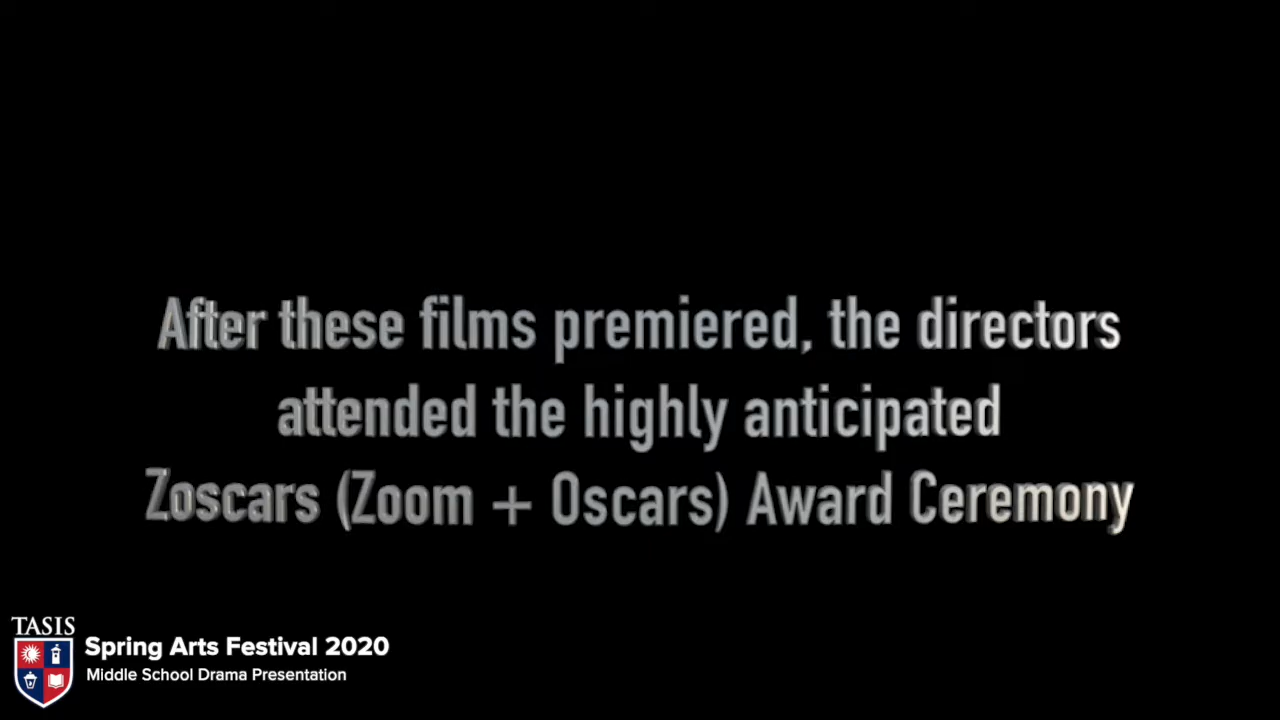 After these films premiered, the directors
attended the highly anticipated
Zoscars (Zoom + Oscars) Award Ceremony
TASIS
Spring Arts Festival 2020
Middle School Drama Presentation